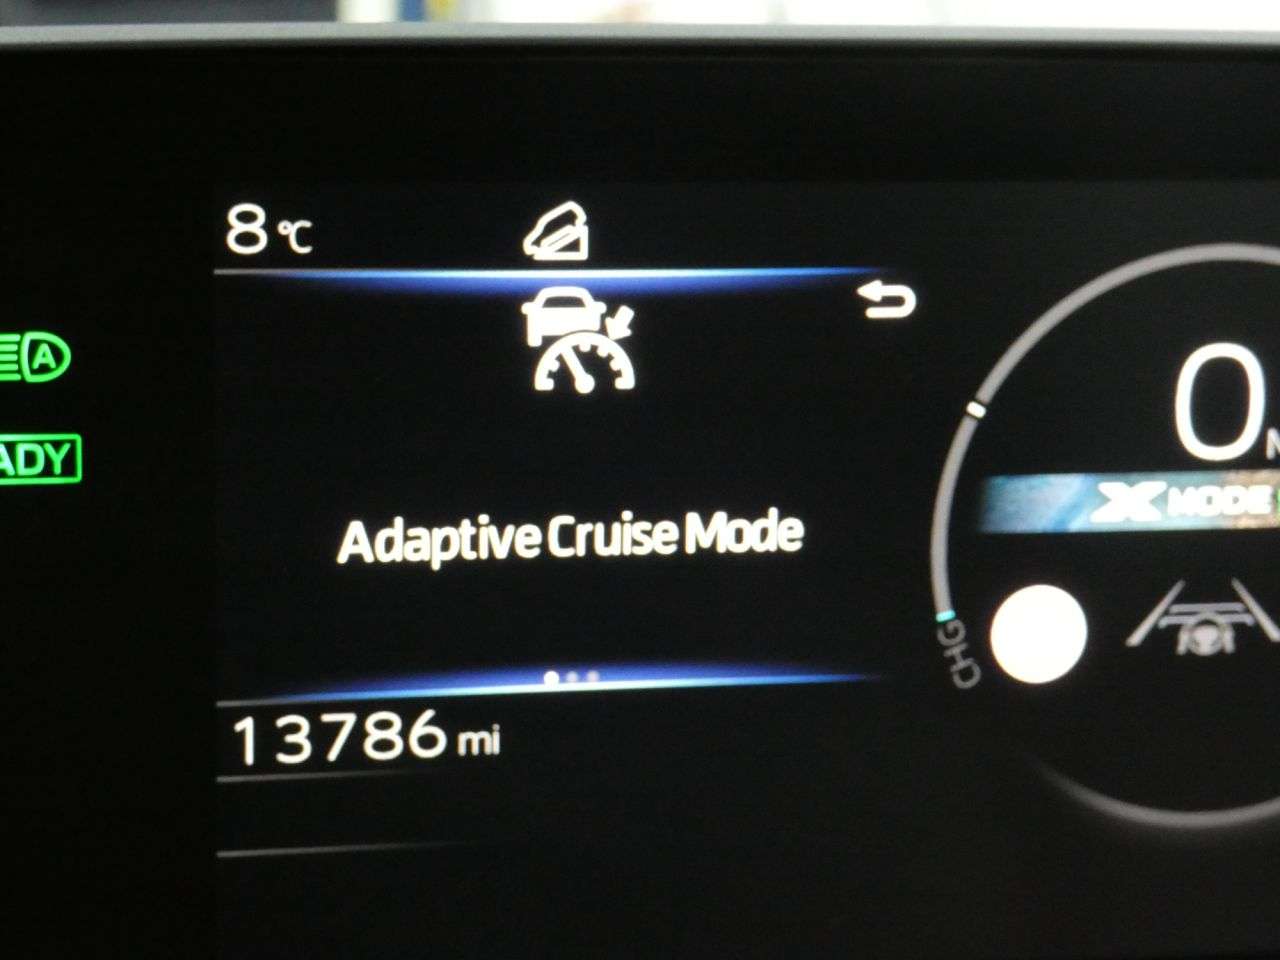 8 °C
A
ADY
Adaptive Cruise Mode
0
X MODE
CHG
13786 mi